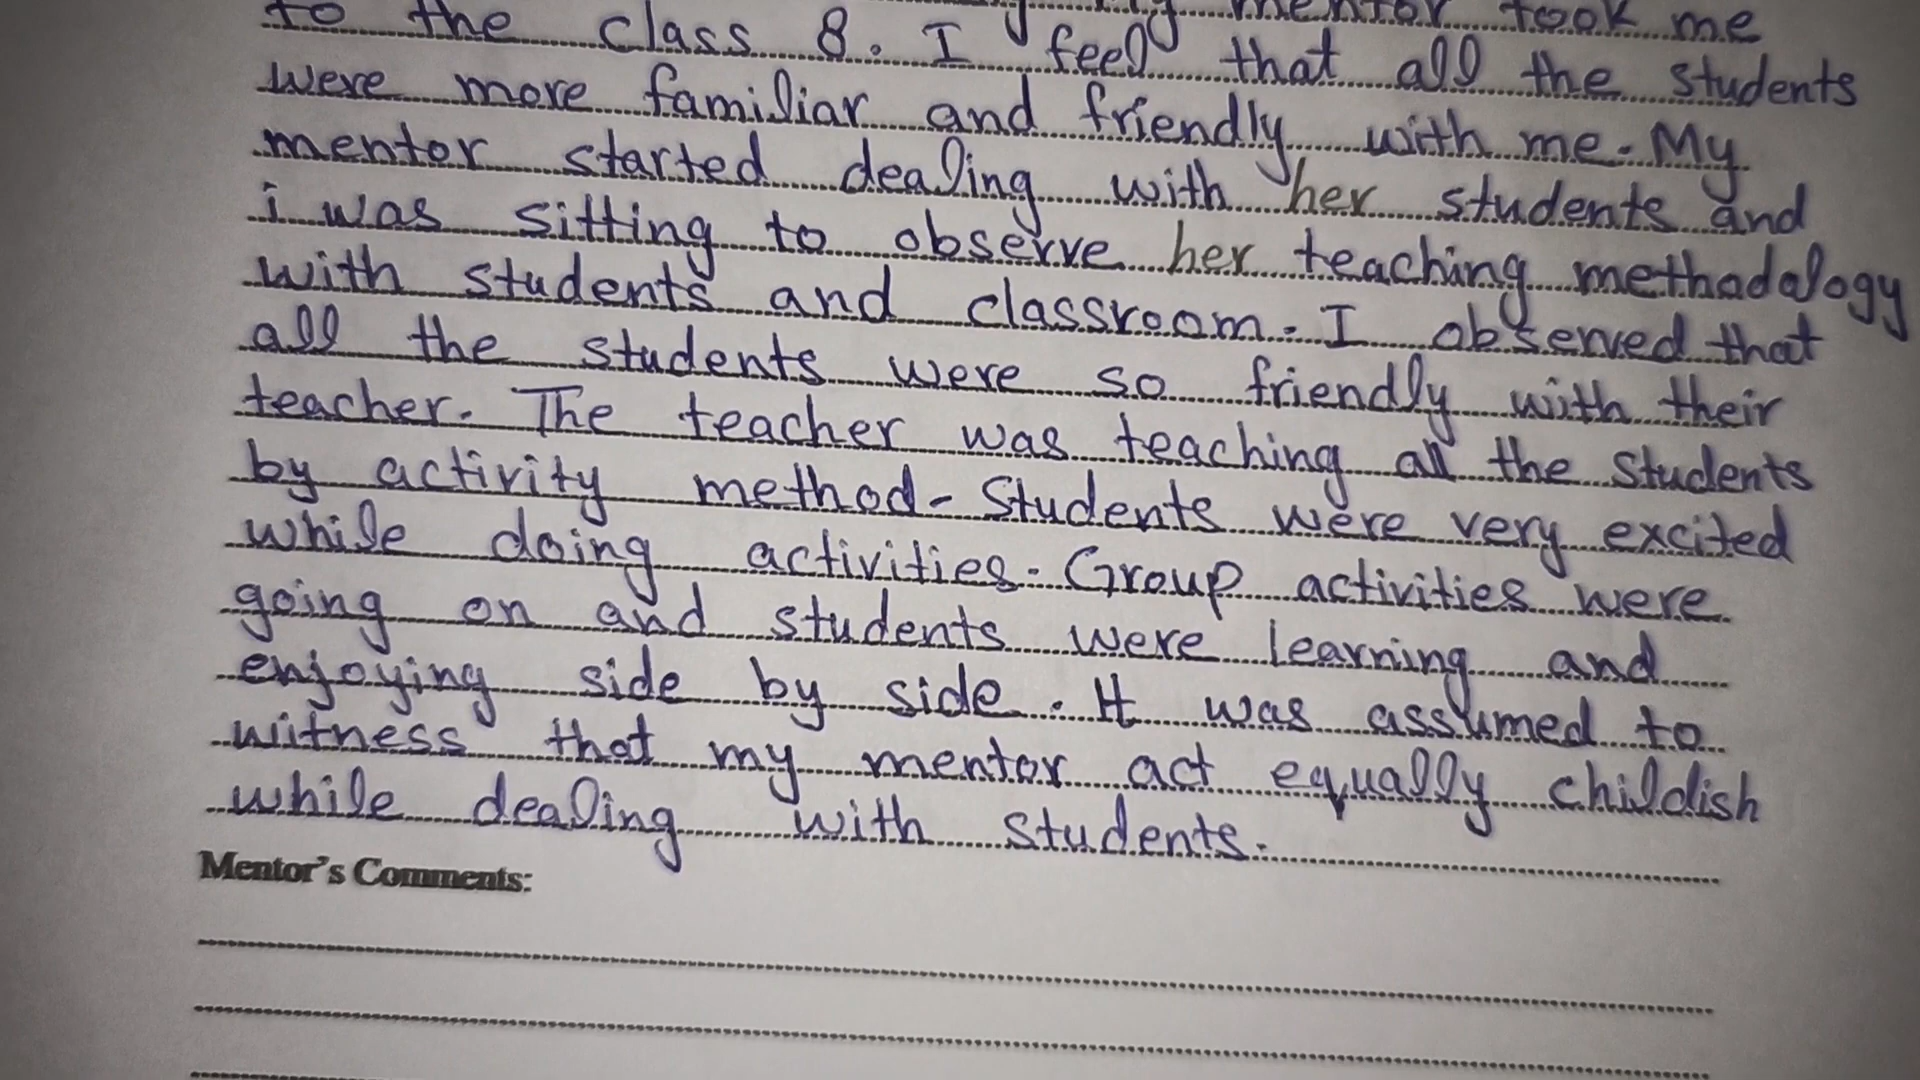 mentor took me
to the class 8. I feel that all the students
were more familiar and friendly with me. My
mentor started dealing with her students and
i was sitting to observe her teaching methodology
with students and classroom. I observed that
all the students were so friendly with their
teacher. The teacher was teaching all the students
by activity method- Students were very excited
while doing activities. Group activities were
going on and students were learning and
enjoying side by side. It was assumed to
witness that my mentor act equally childish
while dealing with students.
Mentor's Comments: